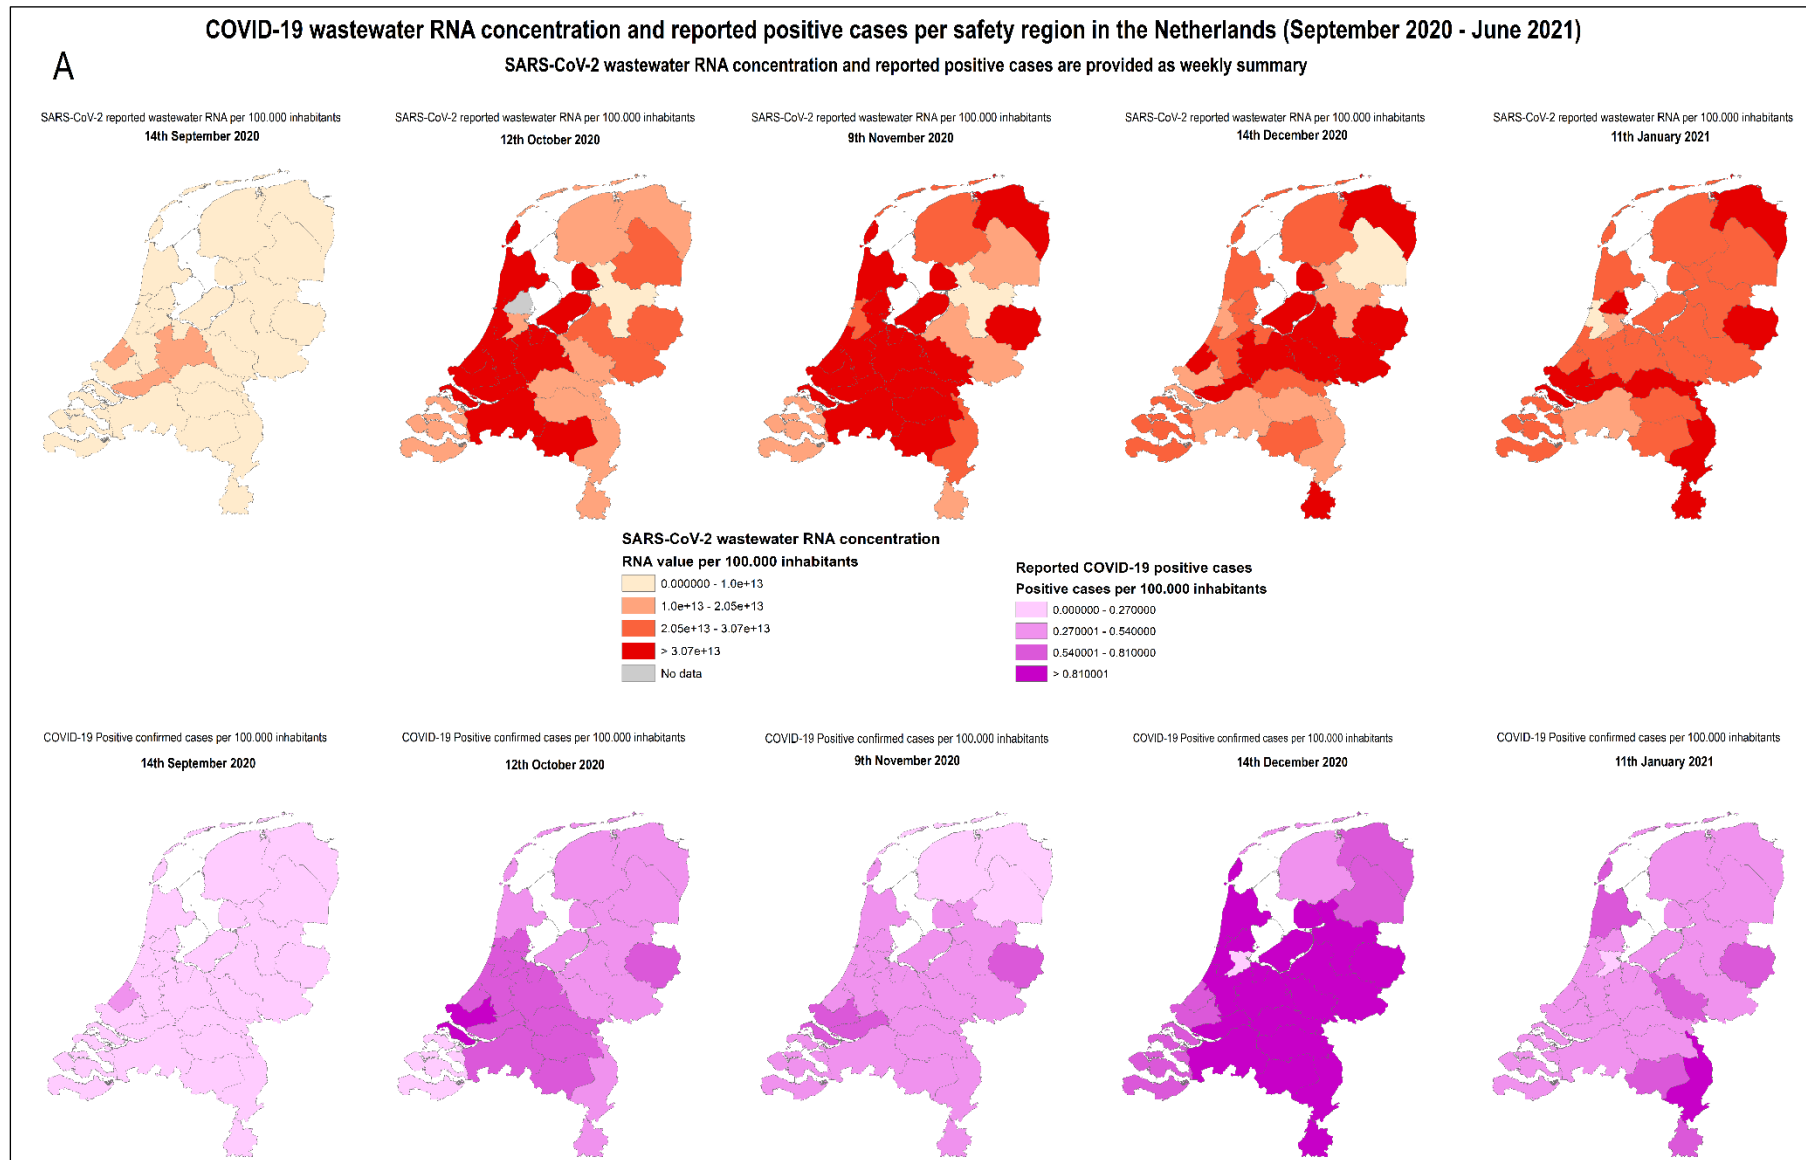 COVID-19 wastewater RNA concentration and reported positive cases per safety region in the Netherlands (September 2020 - June 2021)
A
SARS-CoV-2 wastewater RNA concentration and reported positive cases are provided as weekly summary
SARS-CoV-2 reported wastewater RNA per 100.000 inhabitants
14th September 2020
SARS-CoV-2 reported wastewater RNA per 100.000 inhabitants
12th October 2020
SARS-CoV-2 reported wastewater RNA per 100.000 inhabitants
9th November 2020
SARS-CoV-2 reported wastewater RNA per 100.000 inhabitants
14th December 2020
SARS-CoV-2 reported wastewater RNA per 100.000 inhabitants
11th January 2021
SARS-CoV-2 wastewater RNA concentration
RNA value per 100.000 inhabitants
0.000000 - 1.0e+13
1.0e+13 - 2.05e+13
2.05e+13 - 3.07e+13
> 3.07e+13
No data
Reported COVID-19 positive cases
Positive cases per 100.000 inhabitants
0.000000 - 0.270000
0.270001 - 0.540000
0.540001 - 0.810000
> 0.810001
COVID-19 Positive confirmed cases per 100.000 inhabitants
14th September 2020
COVID-19 Positive confirmed cases per 100.000 inhabitants
12th October 2020
COVID-19 Positive confirmed cases per 100.000 inhabitants
9th November 2020
COVID-19 Positive confirmed cases per 100.000 inhabitants
14th December 2020
COVID-19 Positive confirmed cases per 100.000 inhabitants
11th January 2021